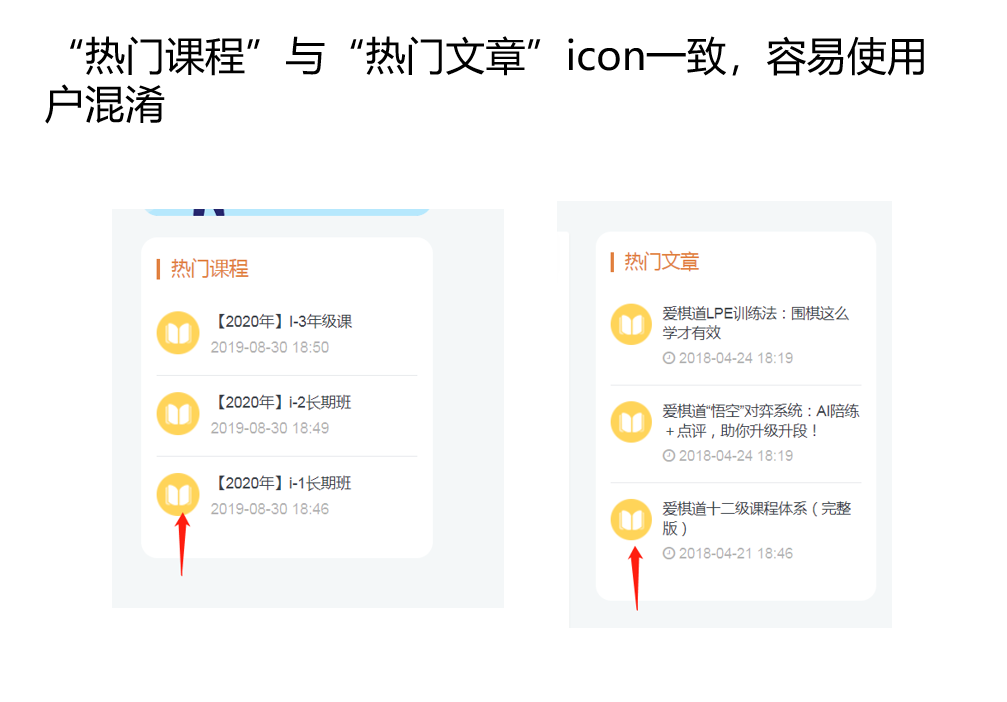 “热门课程”与“热门文章”icon一致，容易使用
户混淆
热门课程
【2020年】I-3年级课
2019-08-30 18:50
【2020年】i-2长期班
2019-08-30 18:49
【2020年】i-1长期班
2019-08-30 18:46
热门文章
爱棋道LPE训练法：围棋这么
学才有效
2018-04-24 18:19
爱棋道“悟空”对弈系统：AI陪练
+点评，助你升级升段！
2018-04-24 18:19
爱棋道十二级课程体系（完整
版）
2018-04-21 18:46